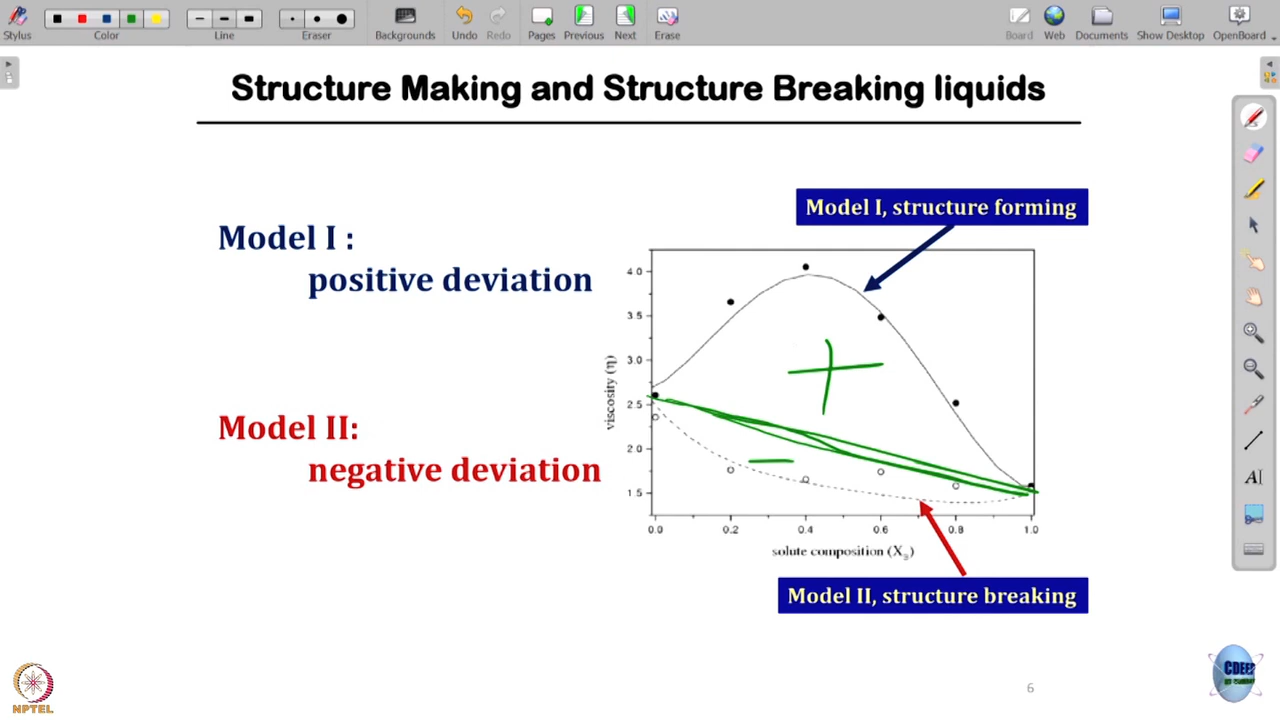 Stylus Color Line Eraser Backgrounds Undo Redo Pages Previous Next Erase Board Web Documents Show Desktop OpenBoard
Structure Making and Structure Breaking liquids
Model I :
positive deviation
Model II:
negative deviation
Model I, structure forming
viscosity (η)
4.0
3.5
3.0
2.5
2.0
1.5
+
−
0.0 0.2 0.4 0.6 0.8 1.0
solute composition (X3)
Model II, structure breaking
A
NPTEL
6
CDEEP